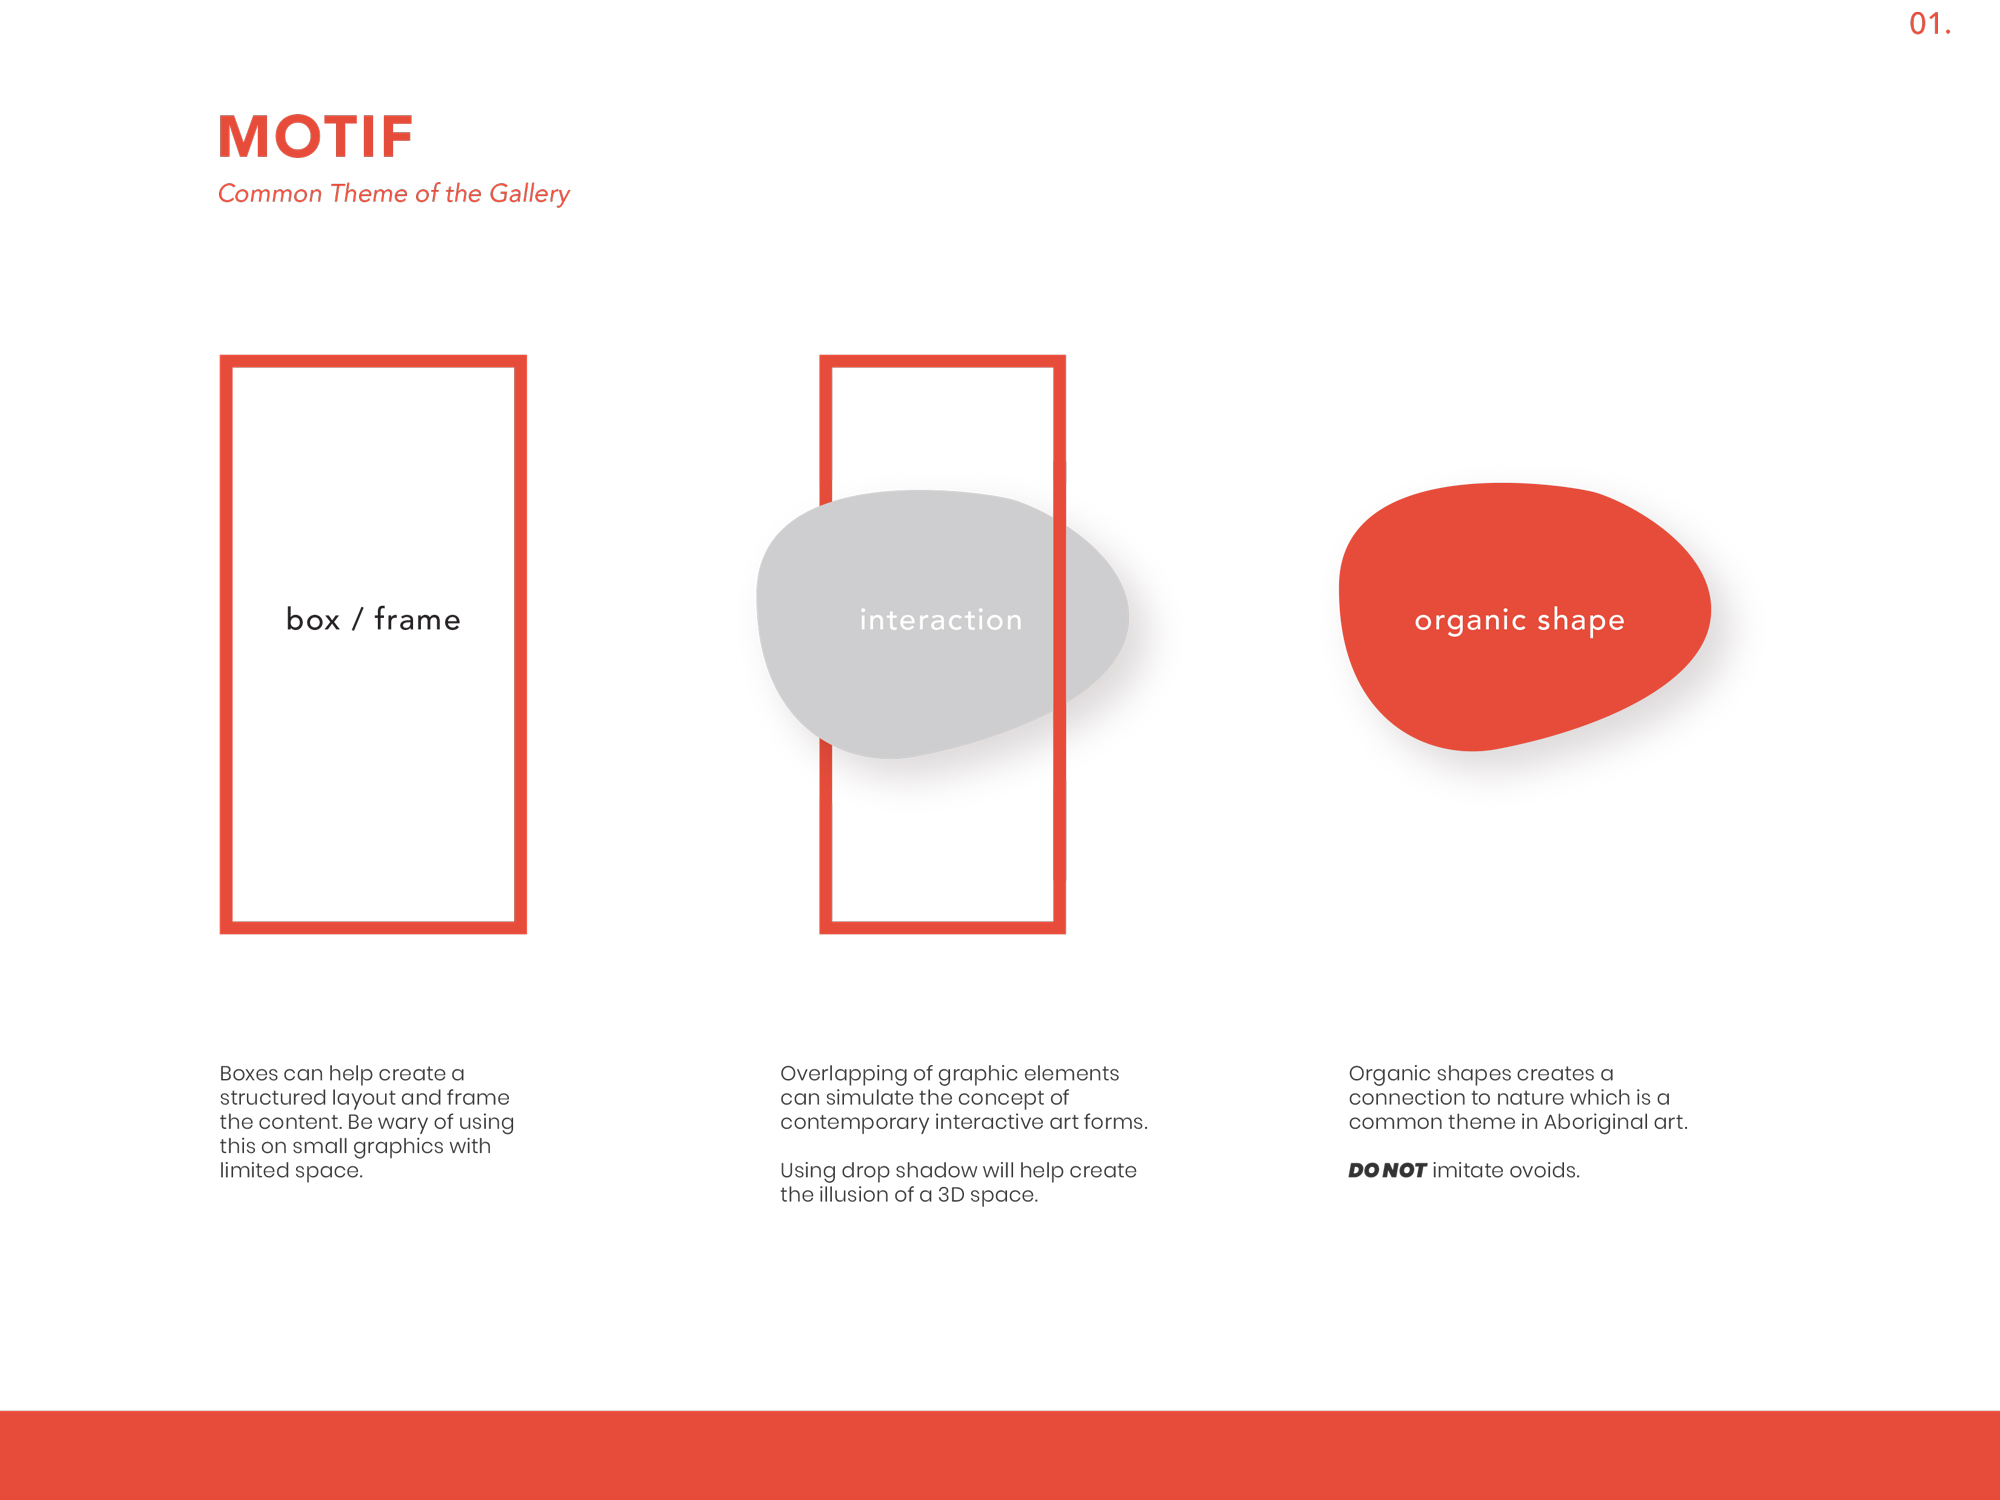 01.
MOTIF
Common Theme of the Gallery
box / frame
interaction
organic shape
Boxes can help create a
structured layout and frame
the content. Be wary of using
this on small graphics with
limited space.
Overlapping of graphic elements
can simulate the concept of
contemporary interactive art forms.
Using drop shadow will help create
the illusion of a 3D space.
Organic shapes creates a
connection to nature which is a
common theme in Aboriginal art.
DO NOT imitate ovoids.